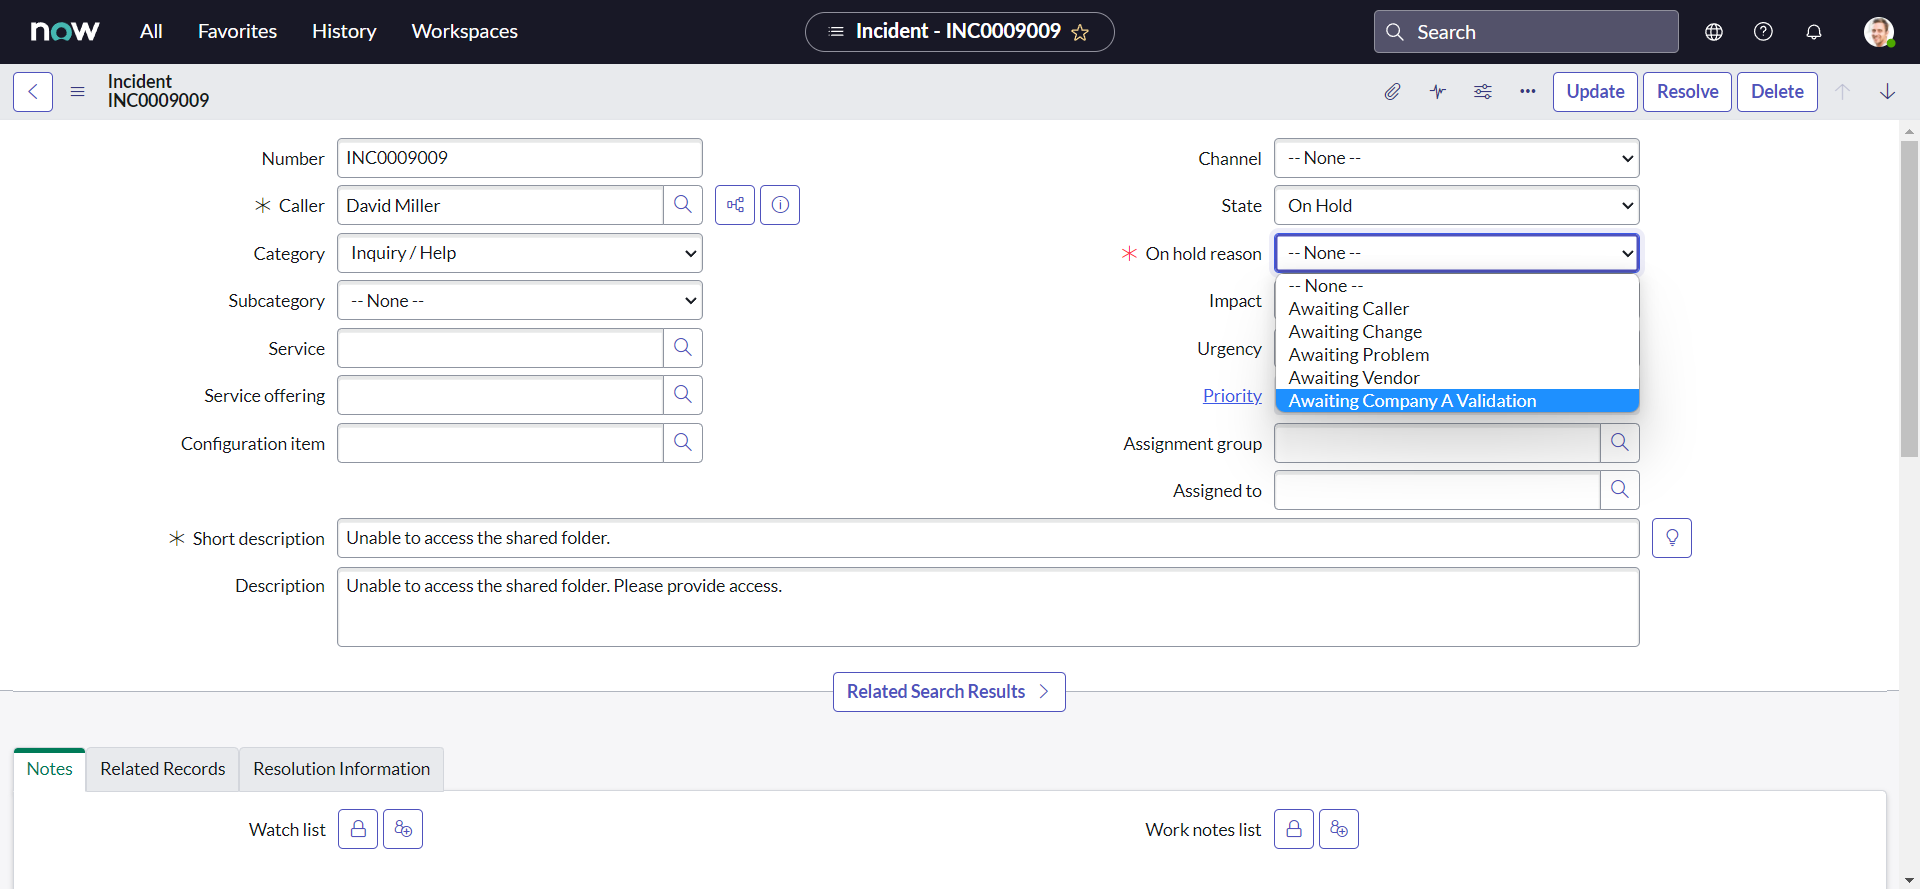 now
All
Favorites
History
Workspaces
Incident - INC0009009
Search
Incident
INC0009009
Update
Resolve
Delete
Number
INC0009009
Channel
-- None --
Caller
David Miller
State
On Hold
Category
Inquiry / Help
On hold reason
-- None --
-- None --
Awaiting Caller
Awaiting Change
Awaiting Problem
Awaiting Vendor
Awaiting Company A Validation
Subcategory
-- None --
Impact
Service
Urgency
Service offering
Priority
Configuration item
Assignment group
Assigned to
Short description
Unable to access the shared folder.
Description
Unable to access the shared folder. Please provide access.
Related Search Results
Notes
Related Records
Resolution Information
Watch list
Work notes list